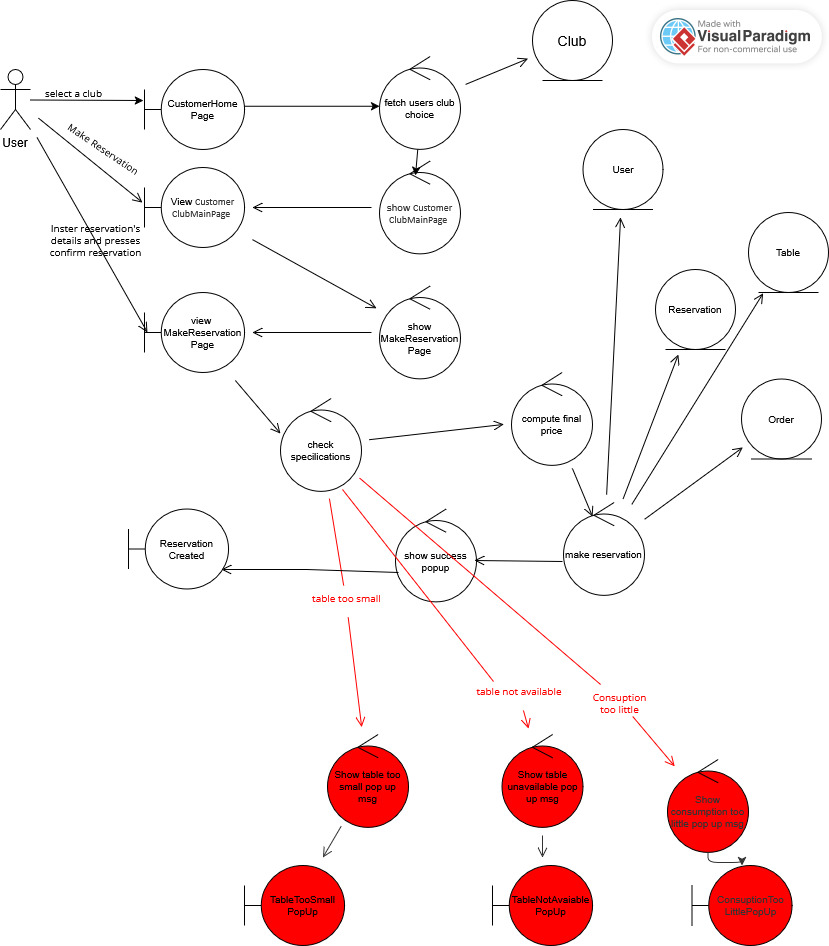 Made with
VisualParadigm
For non-commercial use
Club
select a club
CustomerHome
Page
fetch users club
choice
User
Make Reservation
User
View Customer
ClubMainPage
show Customer
ClubMainPage
Inster reservation's
details and presses
confirm reservation
Table
Reservation
view
MakeReservation
Page
show
MakeReservation
Page
Order
compute final
price
check
specilications
Reservation
Created
show success
popup
make reservation
table too small
table not available
Consuption
too little
Show table too
small pop up
msg
Show table
unavailable pop
up msg
Show
consumption too
little pop up msg
TableTooSmall
PopUp
TableNotAvalable
PopUp
ConsuptionToo
LittlePopUp